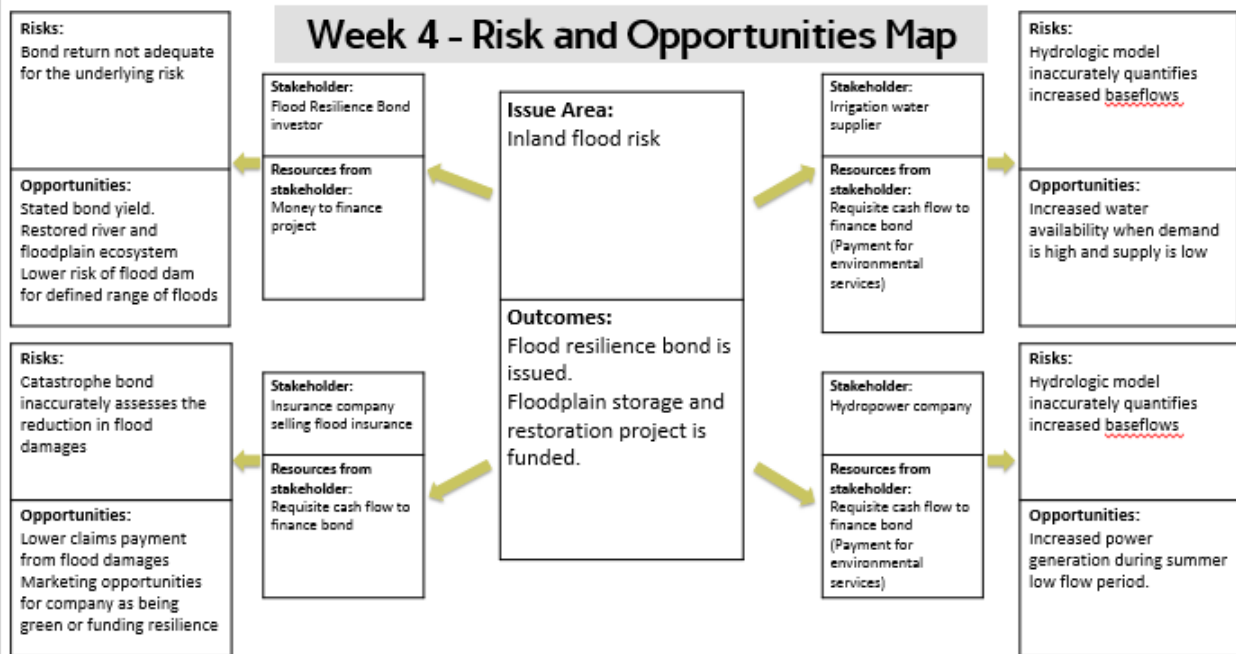 Week 4 - Risk and Opportunities Map
Risks:
Bond return not adequate
for the underlying risk
Opportunities:
Stated bond yield.
Restored river and
floodplain ecosystem
Lower risk of flood dam
for defined range of floods
Stakeholder:
Flood Resilience Bond
investor
Resources from
stakeholder:
Money to finance
project
Issue Area:
Inland flood risk
Outcomes:
Flood resilience bond is
issued.
Floodplain storage and
restoration project is
funded.
Stakeholder:
Irrigation water
supplier
Resources from
stakeholder:
Requisite cash flow to
finance bond
(Payment for
environmental
services)
Risks:
Hydrologic model
inaccurately quantifies
increased baseflows
Opportunities:
Increased water
availability when demand
is high and supply is low
Risks:
Catastrophe bond
inaccurately assesses the
reduction in flood
damages
Opportunities:
Lower claims payment
from flood damages
Marketing opportunities
for company as being
green or funding resilience
Stakeholder:
Insurance company
selling flood insurance
Resources from
stakeholder:
Requisite cash flow to
finance bond
Stakeholder:
Hydropower company
Resources from
stakeholder:
Requisite cash flow to
finance bond
(Payment for
environmental
services)
Risks:
Hydrologic model
inaccurately quantifies
increased baseflows
Opportunities:
Increased power
generation during summer
low flow period.